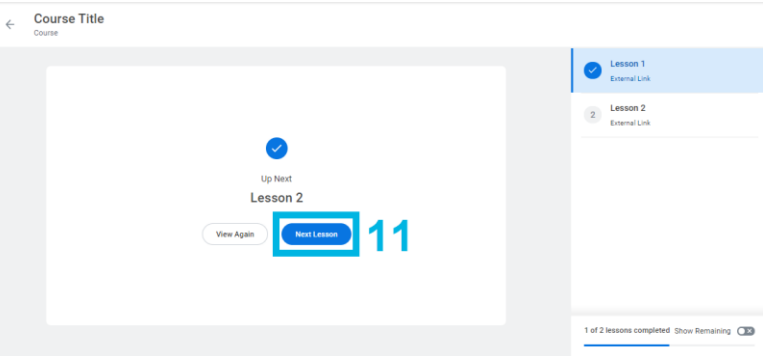 Course Title
Course
Up Next
Lesson 2
View Again
Next Lesson
11
Lesson 1
External Link
2
Lesson 2
External Link
1 of 2 lessons completed
Show Remaining